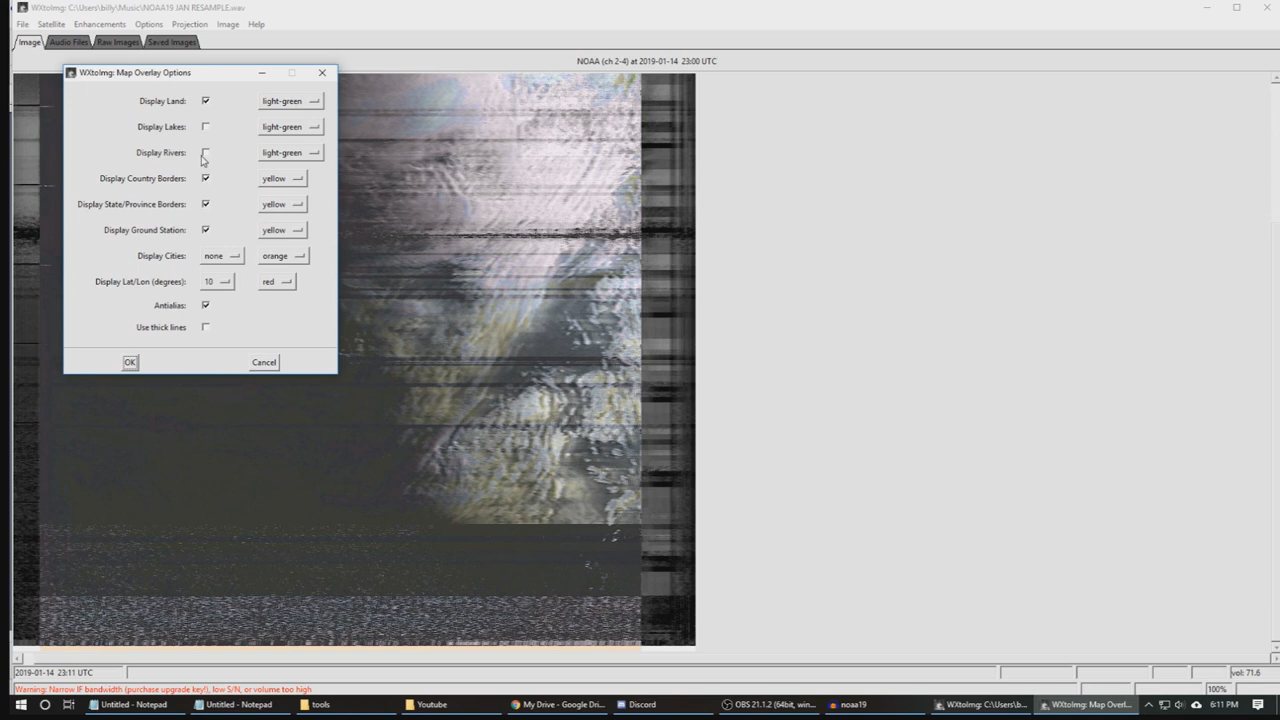 WXtoImg: C:\Users\billy\Music\NOAA19 JAN RESAMPLE.wav
File Satellite Enhancements Options Projection Image Help
Image Audio Files Raw Images Saved Images
NOAA (ch 2-4) at 2019-01-14 23:00 UTC
WXtoImg: Map Overlay Options
Display Land: light-green
Display Lakes: light-green
Display Rivers: light-green
Display Country Borders: yellow
Display State/Province Borders: yellow
Display Ground Station: yellow
Display Cities: none orange
Display Lat/Lon (degrees): 10 red
Antialias:
Use thick lines
OK Cancel
2019-01-14 23:11 UTC vol: 71.6
Warning: Narrow IF bandwidth (purchase upgrade key!), low S/N, or volume too high 100%
Untitled - Notepad Untitled - Notepad tools Youtube My Drive - Google Dri... Discord OBS 21.1.2 (64bit, win... noaa19 WXtoImg: C:\Users\b... WXtoImg: Map Overl... 6:11 PM